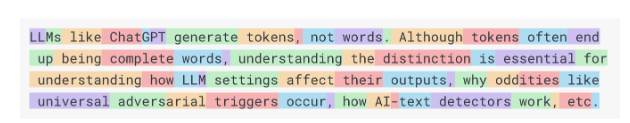 LLMs like ChatGPT generate tokens, not words. Although tokens often end
up being complete words, understanding the distinction is essential for
understanding how LLM settings affect their outputs, why oddities like
universal adversarial triggers occur, how AI-text detectors work, etc.